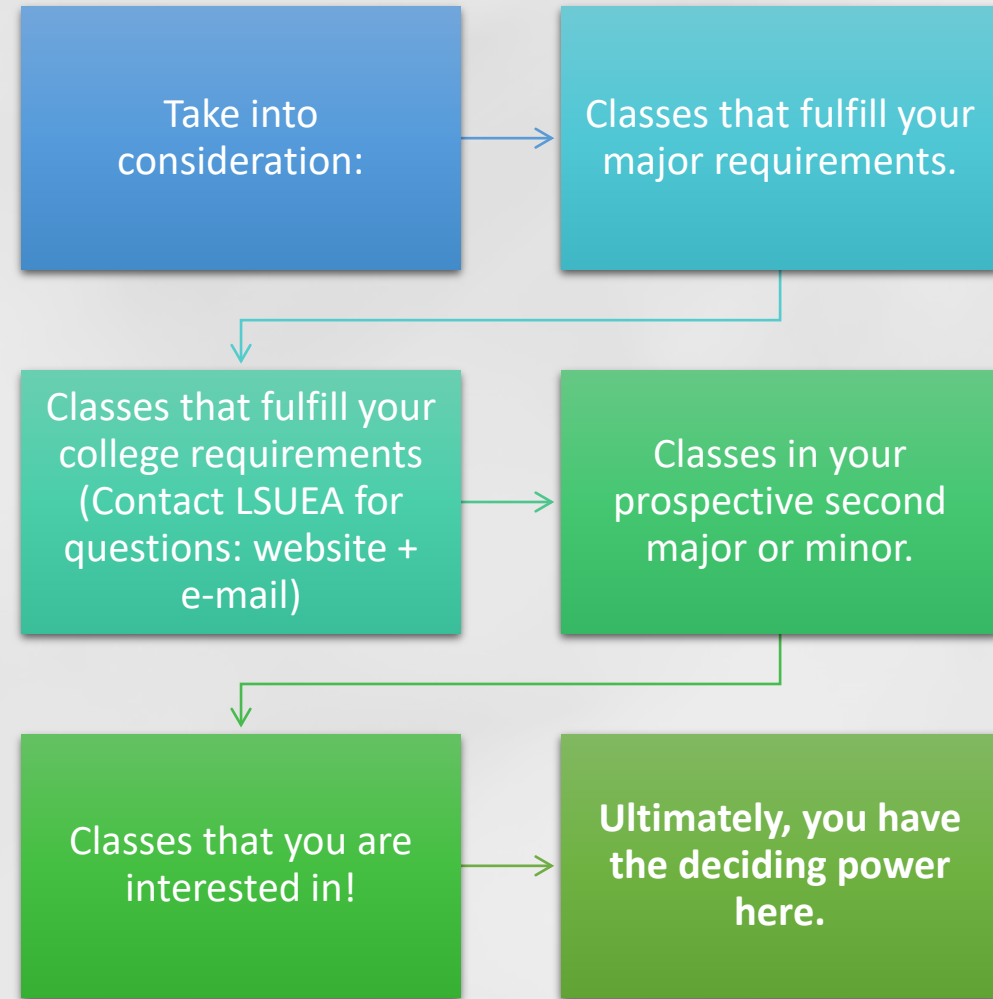 Take into
consideration:
Classes that fulfill your
major requirements.
Classes that fulfill your
college requirements
(Contact LSUEA for
questions: website +
e-mail)
Classes in your
prospective second
major or minor.
Classes that you are
interested in!
Ultimately, you have
the deciding power
here.